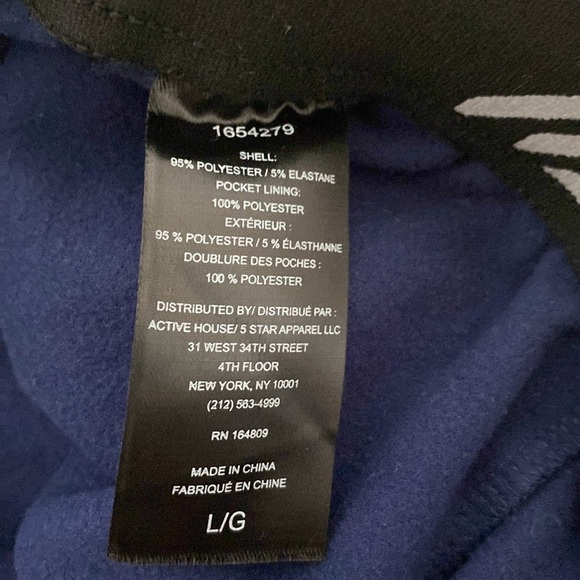 1654279
SHELL:
95% POLYESTER / 5% ELASTANE
POCKET LINING:
100% POLYESTER
EXTÉRIEUR :
95 % POLYESTER / 5 % ÉLASTHANNE
DOUBLURE DES POCHES :
100 % POLYESTER
DISTRIBUTED BY/ DISTRIBUÉ PAR :
ACTIVE HOUSE/ 5 STAR APPAREL LLC
31 WEST 34TH STREET
4TH FLOOR
NEW YORK, NY 10001
(212) 563-4999
RN 164809
MADE IN CHINA
FABRIQUÉ EN CHINE
L/G